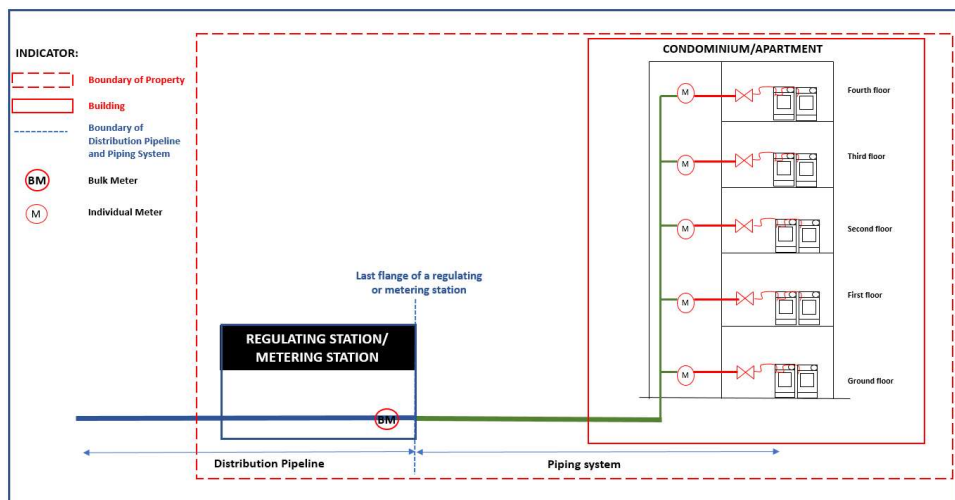 INDICATOR:
Boundary of Property
Building
Boundary of
Distribution Pipeline
and Piping System
BM
Bulk Meter
M
Individual Meter
Last flange of a regulating
or metering station
REGULATING STATION/
METERING STATION
BM
Distribution Pipeline
Piping system
CONDOMINIUM/APARTMENT
M
Fourth floor
M
Third floor
M
Second floor
M
First floor
M
Ground floor